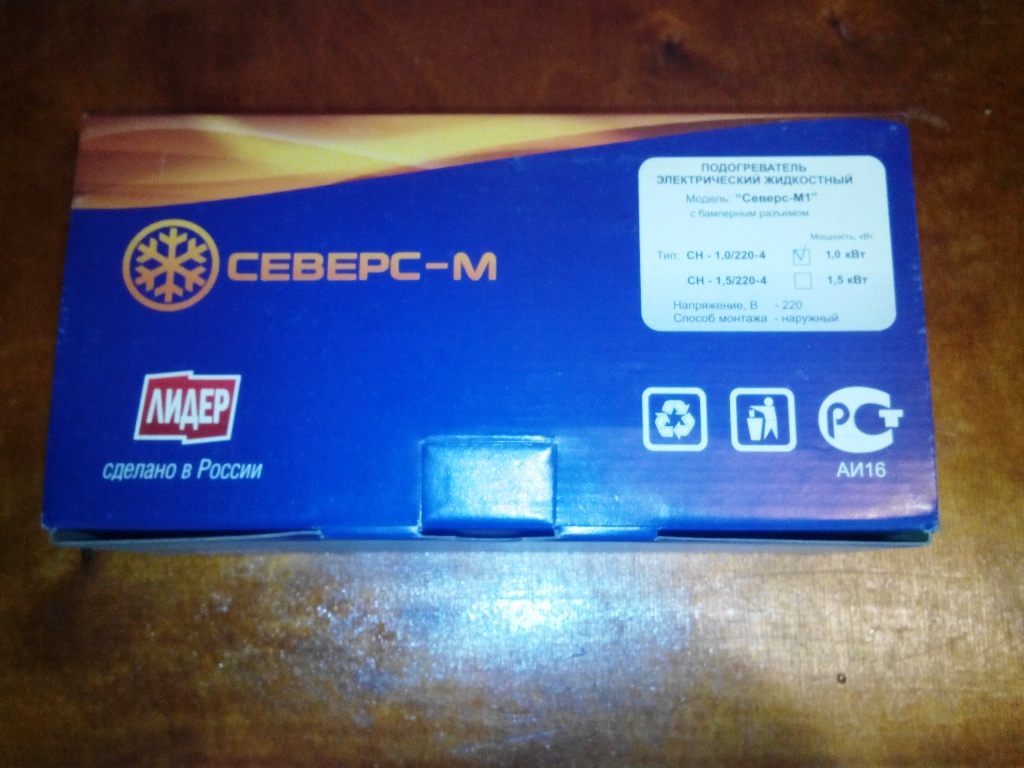 СЕВЕРС-М
ПОДОГРЕВАТЕЛЬ
ЭЛЕКТРИЧЕСКИЙ ЖИДКОСТНЫЙ
Модель: "Северс-М1"
с бамперным разъемом
Мощность, кВт
Тип: СН - 1,0/220-4 1,0 кВт
СН - 1,5/220-4 1,5 кВт
Напряжение, В - 220
Способ монтажа - наружный
ЛИДЕР
сделано в России
РСТ
АИ16